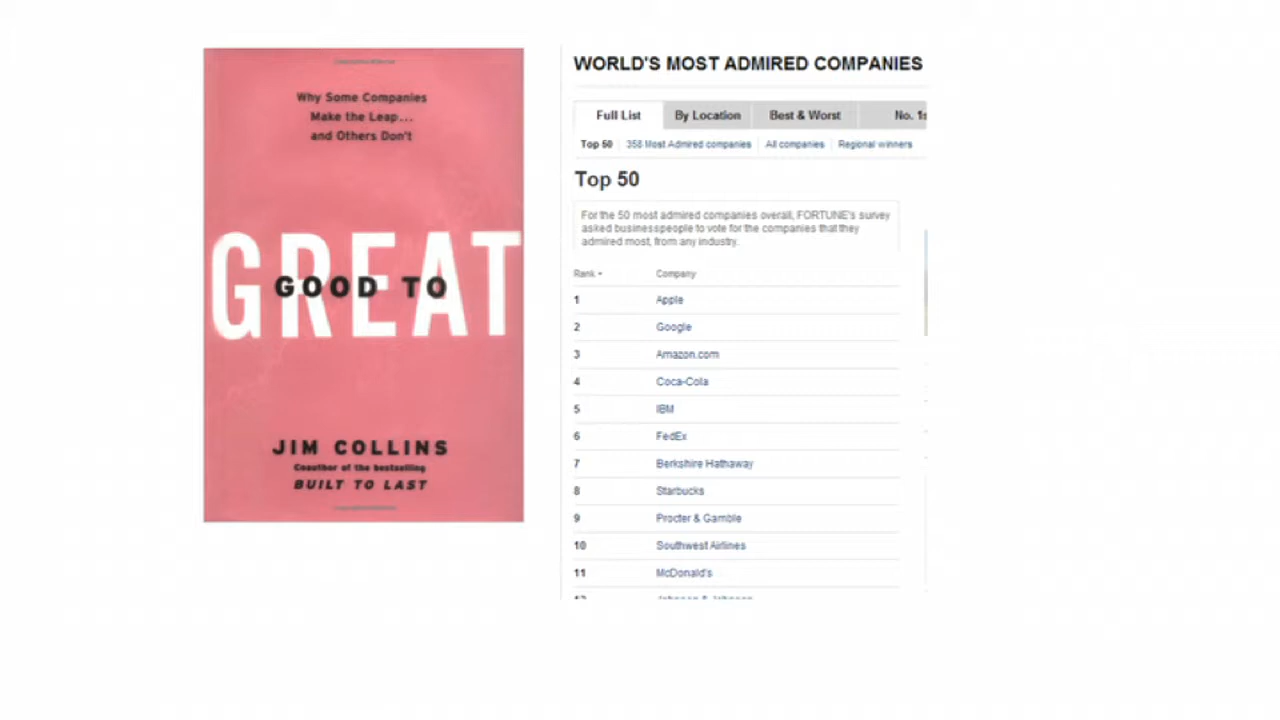 Why Some Companies
Make the Leap...
and Others Don't
GREAT
GOOD TO
JIM COLLINS
Coauthor of the bestselling
BUILT TO LAST
WORLD'S MOST ADMIRED COMPANIES
Full List By Location Best & Worst No. 1s
Top 50 358 Most Admired companies All companies Regional winners
Top 50
For the 50 most admired companies overall, FORTUNE's survey
asked businesspeople to vote for the companies that they
admired most, from any industry.
Rank Company
1 Apple
2 Google
3 Amazon.com
4 Coca-Cola
5 IBM
6 FedEx
7 Berkshire Hathaway
8 Starbucks
9 Procter & Gamble
10 Southwest Airlines
11 McDonald's